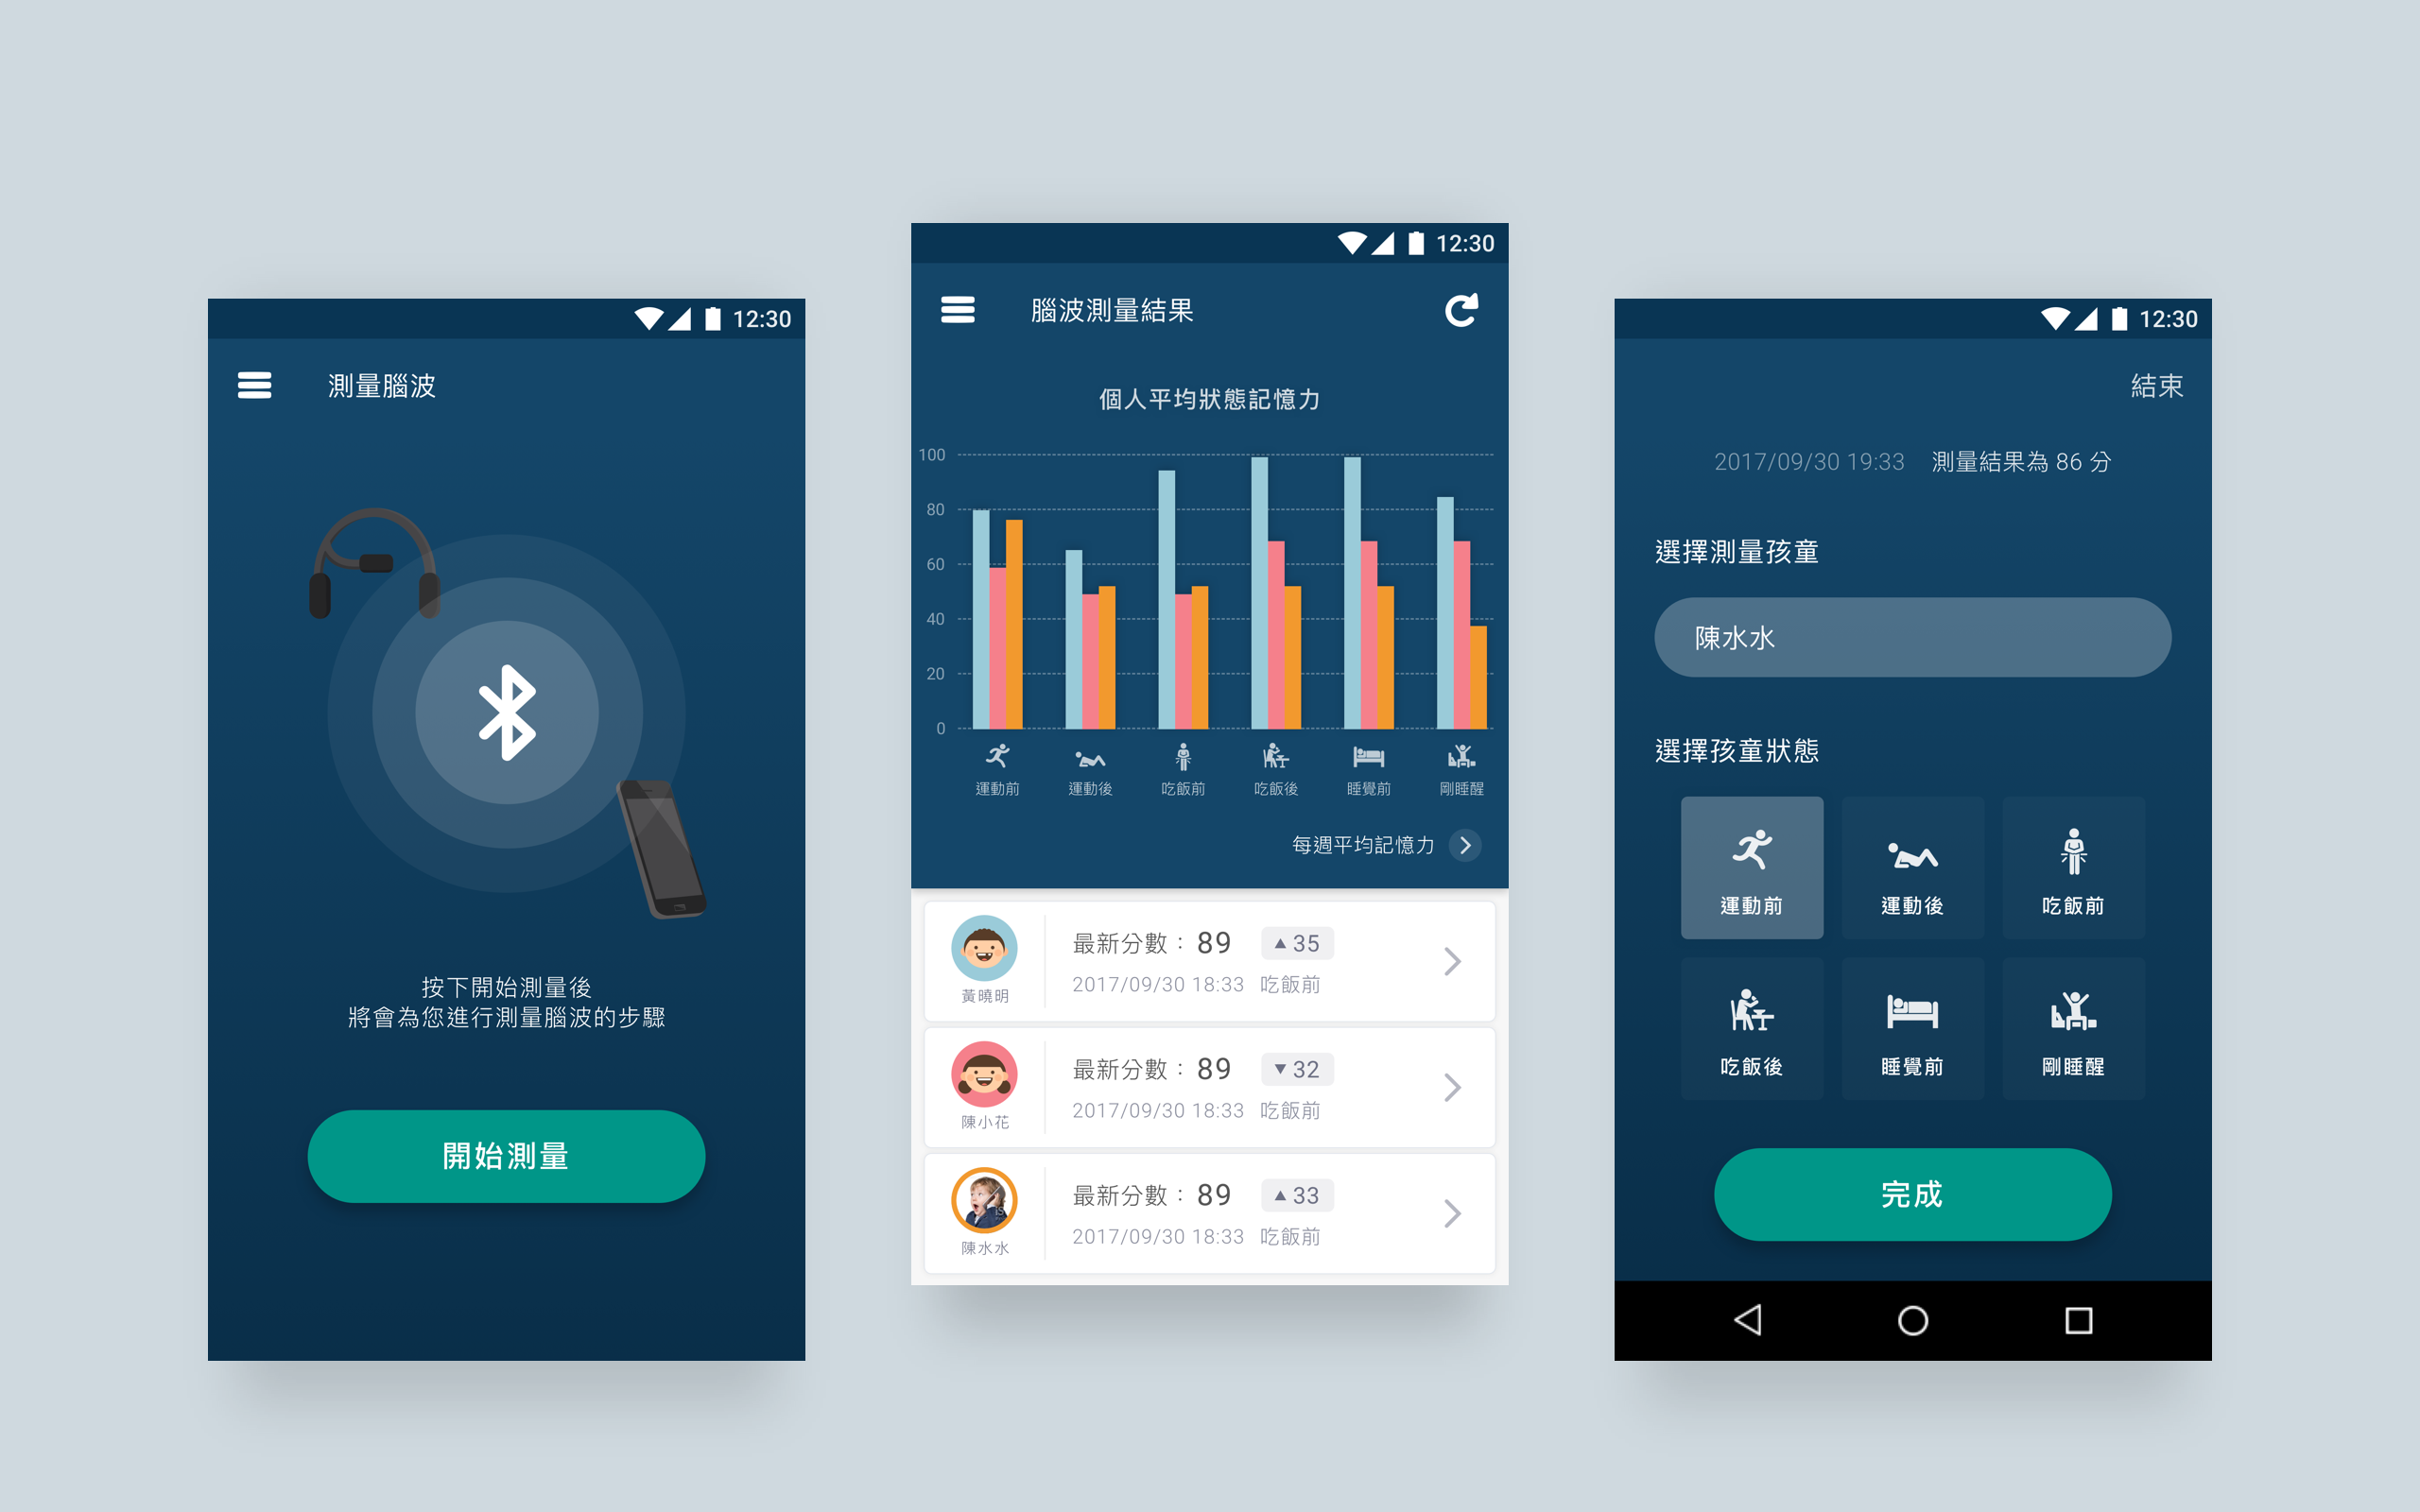 12:30
測量腦波
按下開始測量後
將會為您進行測量腦波的步驟
開始測量
12:30
腦波測量結果
個人平均狀態記憶力
100
80
60
40
20
0
運動前 運動後 吃飯前 吃飯後 睡覺前 剛睡醒
每週平均記憶力
最新分數：89 ▲35
2017/09/30 18:33 吃飯前
黃曉明
最新分數：89 ▼32
2017/09/30 18:33 吃飯前
陳小花
最新分數：89 ▲33
2017/09/30 18:33 吃飯前
陳水水
12:30
結束
2017/09/30 19:33 測量結果為 86 分
選擇測量孩童
陳水水
選擇孩童狀態
運動前 運動後 吃飯前
吃飯後 睡覺前 剛睡醒
完成